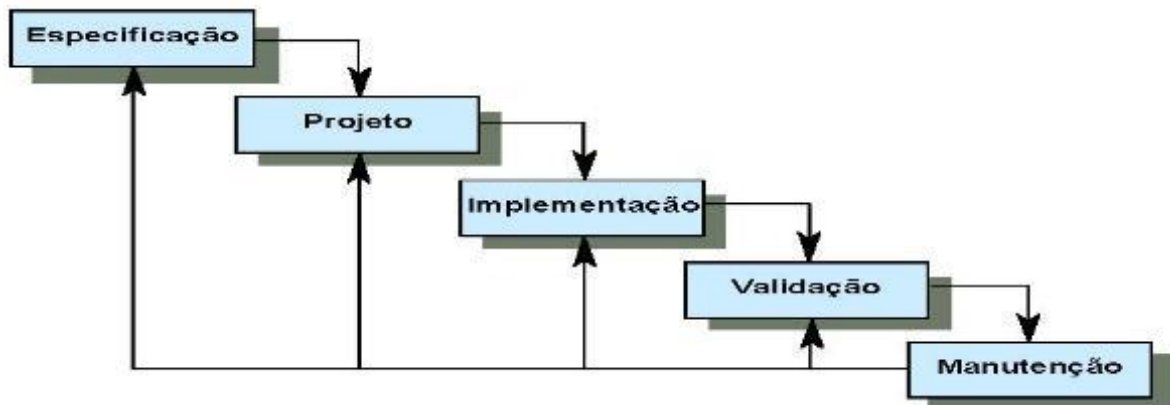 Especificação
Projeto
Implementação
Validação
Manutenção